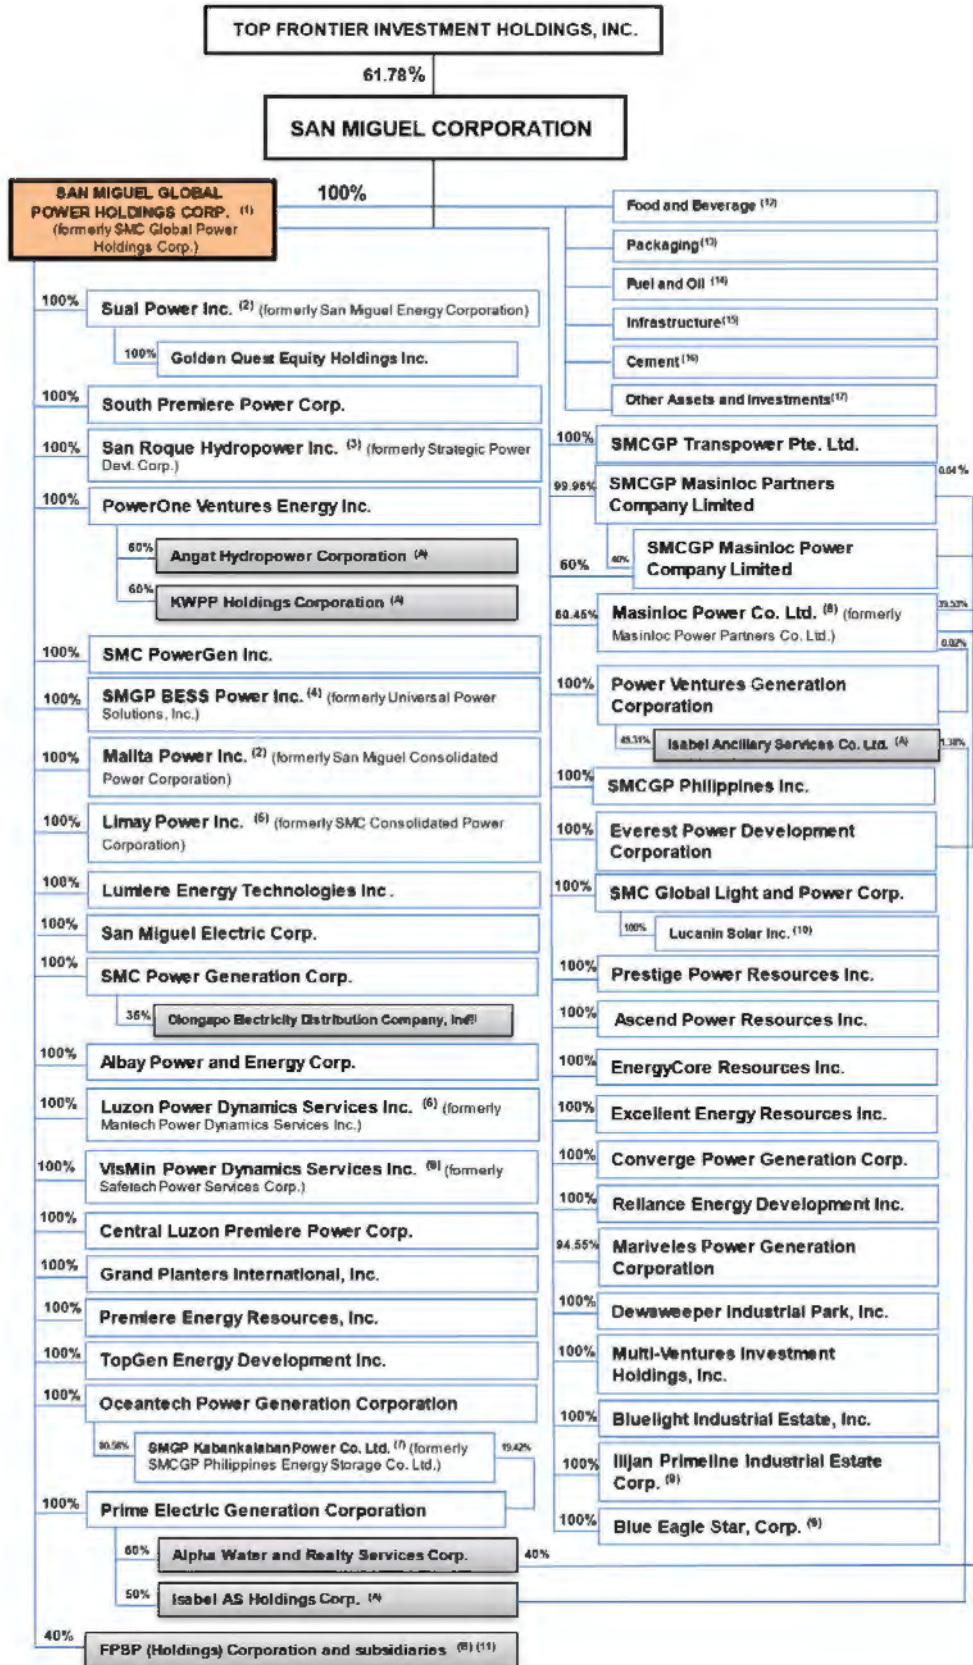 TOP FRONTIER INVESTMENT HOLDINGS, INC.
61.78%
SAN MIGUEL CORPORATION
100%
SAN MIGUEL GLOBAL
POWER HOLDINGS CORP. (1)
(formerly SMC Global Power
Holdings Corp.)
100%
Sual Power Inc. (2) (formerly San Miguel Energy Corporation)
100%
Golden Quest Equity Holdings Inc.
100%
South Premiere Power Corp.
100%
San Roque Hydropower Inc. (3) (formerly Strategic Power
Devt. Corp.)
100%
PowerOne Ventures Energy Inc.
60%
Angat Hydropower Corporation (A)
60%
KWPP Holdings Corporation (A)
100%
SMC PowerGen Inc.
100%
SMGP BESS Power Inc. (4) (formerly Universal Power
Solutions, Inc.)
100%
Malita Power Inc. (2) (formerly San Miguel Consolidated
Power Corporation)
100%
Limay Power Inc. (5) (formerly SMC Consolidated Power
Corporation)
100%
Lumiere Energy Technologies Inc.
100%
San Miguel Electric Corp.
100%
SMC Power Generation Corp.
35%
Olongapo Electricity Distribution Company, Inc.
100%
Albay Power and Energy Corp.
100%
Luzon Power Dynamics Services Inc. (6) (formerly
Mantech Power Dynamics Services Inc.)
100%
VisMin Power Dynamics Services Inc. (6) (formerly
Safetech Power Services Corp.)
100%
Central Luzon Premiere Power Corp.
100%
Grand Planters International, Inc.
100%
Premiere Energy Resources, Inc.
100%
TopGen Energy Development Inc.
100%
Oceantech Power Generation Corporation
80.58%
SMGP Kabankalaban Power Co. Ltd. (7) (formerly
SMCGP Philippines Energy Storage Co. Ltd.)
19.42%
100%
Prime Electric Generation Corporation
60%
Alpha Water and Realty Services Corp.
40%
50%
Isabel AS Holdings Corp. (A)
40%
FPBP (Holdings) Corporation and subsidiaries (B) (11)
Food and Beverage (12)
Packaging (13)
Fuel and Oil (14)
Infrastructure (15)
Cement (16)
Other Assets and Investments (17)
100%
SMCGP Transpower Pte. Ltd.
0.04%
99.96%
SMCGP Masinloc Partners
Company Limited
60%
40%
SMCGP Masinloc Power
Company Limited
60.45%
Masinloc Power Co. Ltd. (8) (formerly
Masinloc Power Partners Co. Ltd.)
39.53%
0.02%
100%
Power Ventures Generation
Corporation
49.31%
Isabel Ancillary Services Co. Ltd. (A)
1.38%
100%
SMCGP Philippines Inc.
100%
Everest Power Development
Corporation
100%
SMC Global Light and Power Corp.
100%
Lucanin Solar Inc. (10)
100%
Prestige Power Resources Inc.
100%
Ascend Power Resources Inc.
100%
EnergyCore Resources Inc.
100%
Excellent Energy Resources Inc.
100%
Converge Power Generation Corp.
100%
Reliance Energy Development Inc.
94.55%
Mariveles Power Generation
Corporation
100%
Dewsweeper Industrial Park, Inc.
100%
Multi-Ventures Investment
Holdings, Inc.
100%
Bluelight Industrial Estate, Inc.
100%
Ilijan Primeline Industrial Estate
Corp. (9)
100%
Blue Eagle Star, Corp. (9)